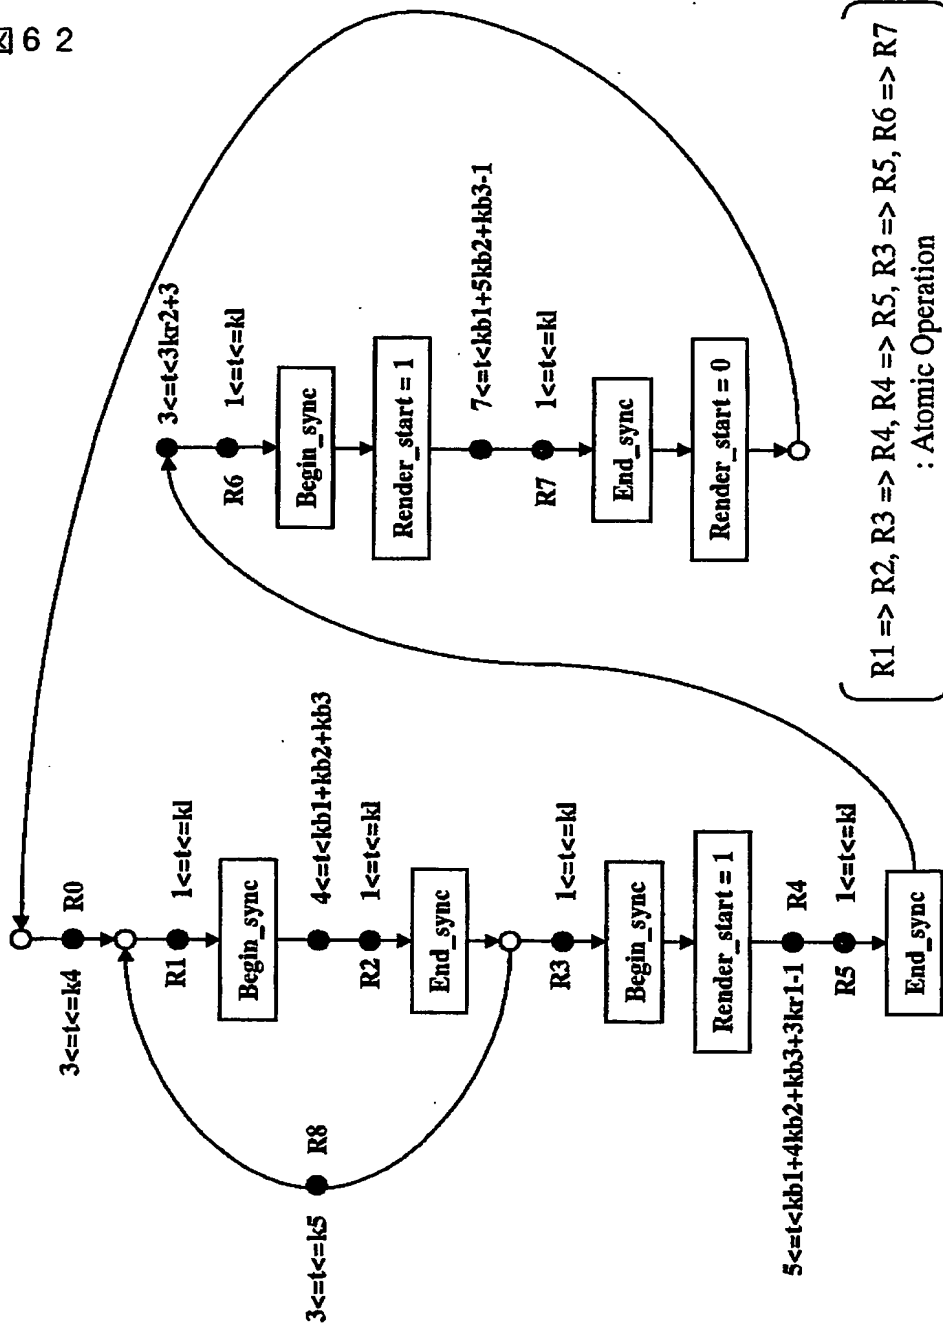 図62
R0
3<=t<=k4
1<=t<=kl
R1
Begin_sync
4<=t<kb1+kb2+kb3
1<=t<=kl
R2
End_sync
R8
3<=t<=k5
1<=t<=kl
R3
Begin_sync
Render_start = 1
R4
5<=t<kb1+4kb2+kb3+3kr1-1
1<=t<=kl
R5
End_sync
3<=t<3kr2+3
1<=t<=kl
R6
Begin_sync
Render_start = 1
7<=t<kb1+5kb2+kb3-1
1<=t<=kl
R7
End_sync
Render_start = 0
R1 => R2, R3 => R4, R4 => R5, R3 => R5, R6 => R7
: Atomic Operation